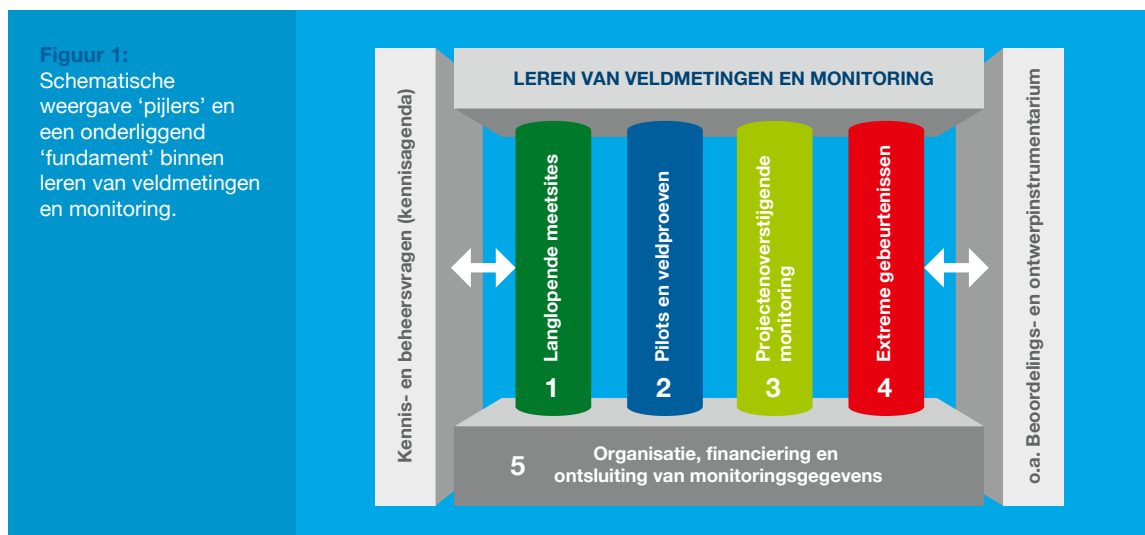 Figuur 1:
Schematische
weergave ‘pijlers’ en
een onderliggend
‘fundament’ binnen
leren van veldmetingen
en monitoring.
LEREN VAN VELDMETINGEN EN MONITORING
Kennis- en beheersvragen (kennisagenda)
Langlopende meetsites
1
Pilots en veldproeven
2
Projectenoverstijgende
monitoring
3
Extreme gebeurtenissen
4
o.a. Beoordelings- en ontwerpinstrumentarium
5
Organisatie, financiering en
ontsluiting van monitoringsgegevens